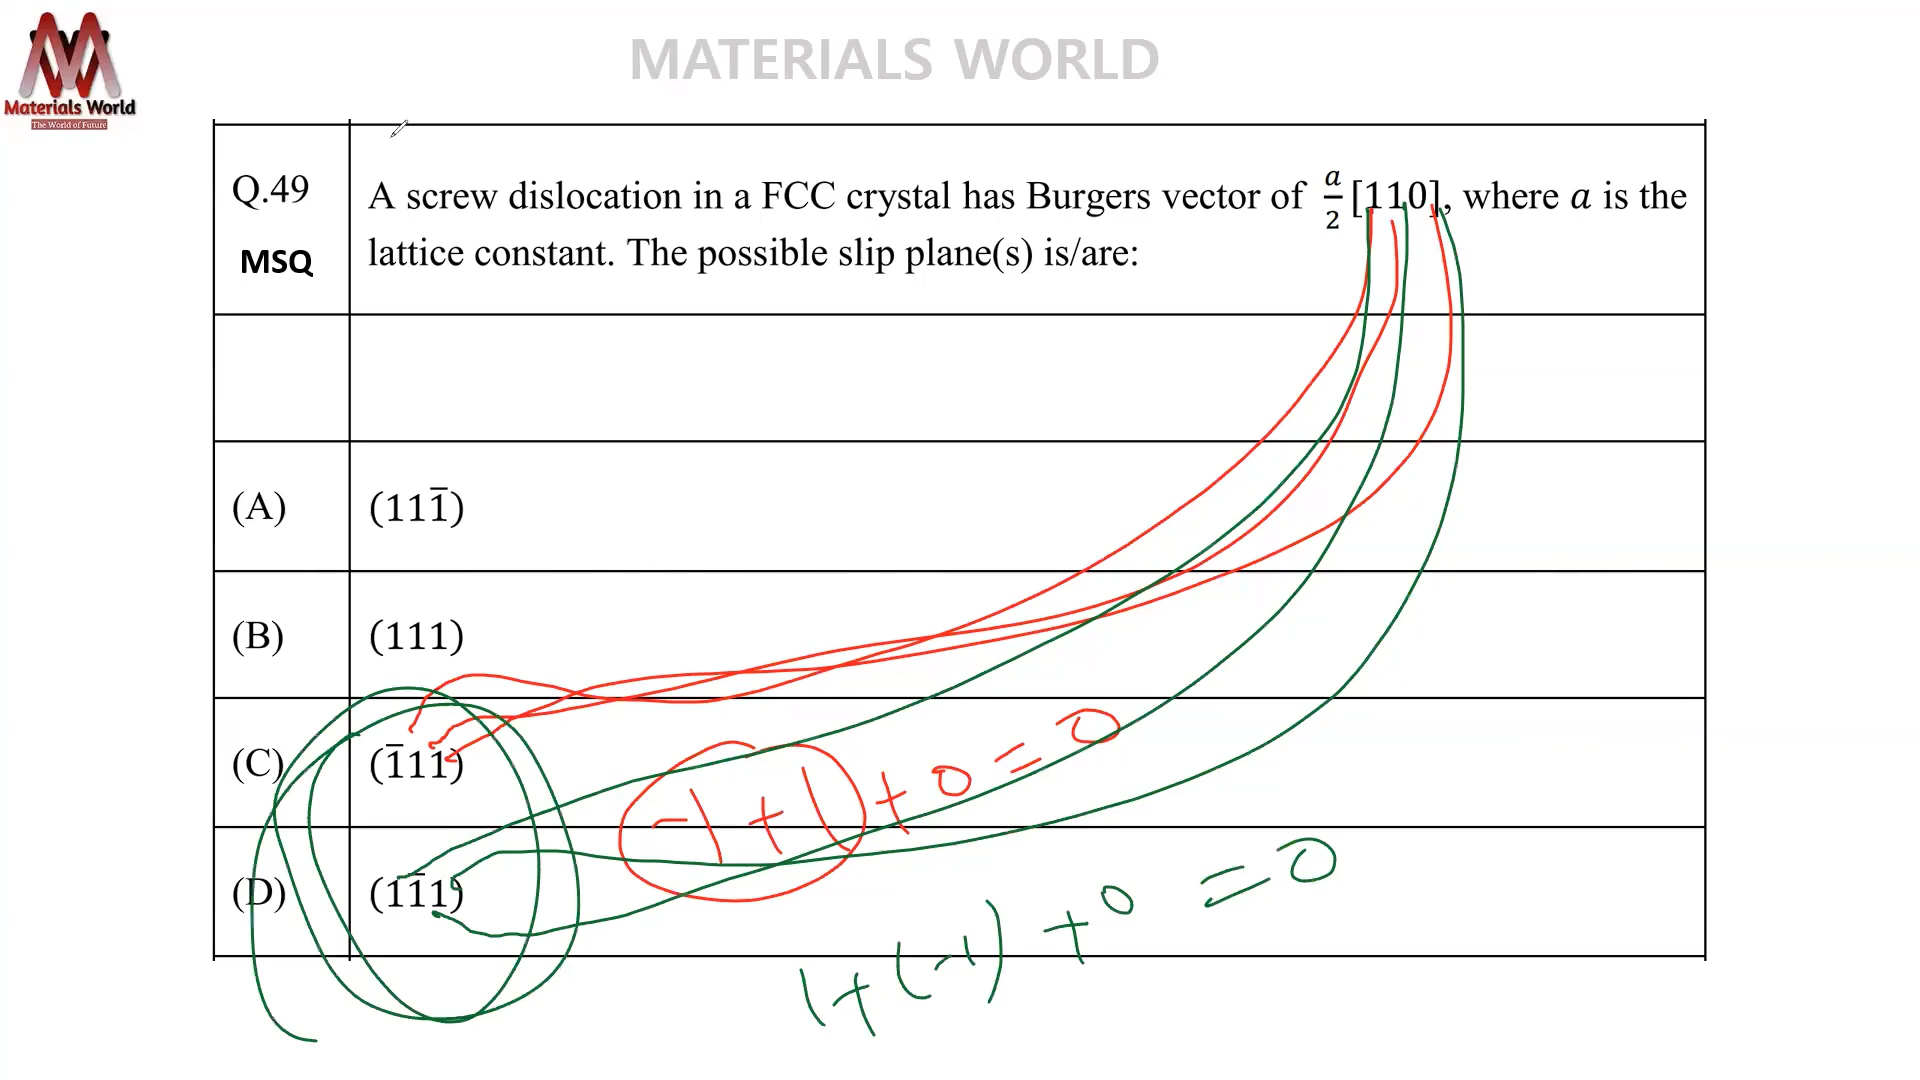 MATERIALS WORLD
Materials World
The World of Future
Q.49
MSQ
A screw dislocation in a FCC crystal has Burgers vector of a/2 [110], where a is the
lattice constant. The possible slip plane(s) is/are:
(A) (111̅)
(B) (111)
(C) (1̅11)
(D) (11̅1)
-1+1+0=0
1+(-1)+0=0